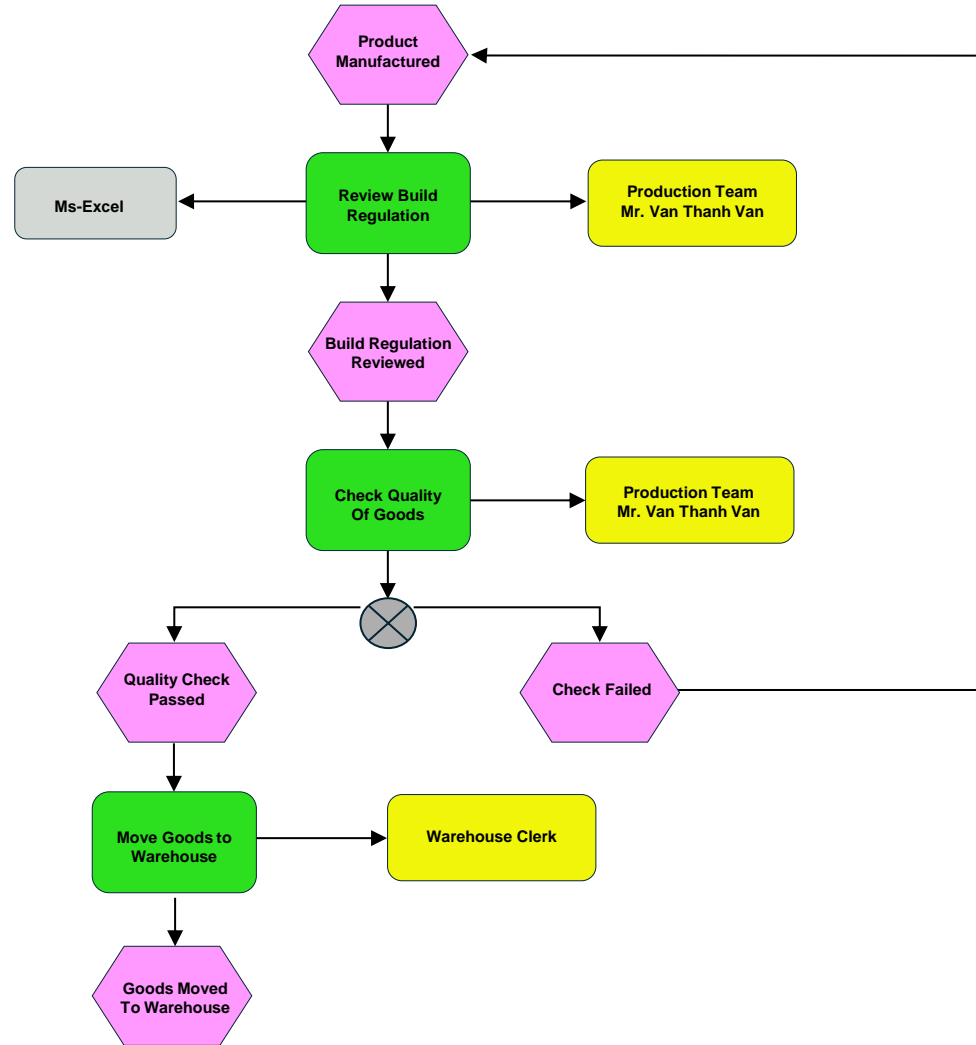 Product
Manufactured
Ms-Excel
Review Build
Regulation
Production Team
Mr. Van Thanh Van
Build Regulation
Reviewed
Check Quality
Of Goods
Production Team
Mr. Van Thanh Van
Quality Check
Passed
Check Failed
Move Goods to
Warehouse
Warehouse Clerk
Goods Moved
To Warehouse